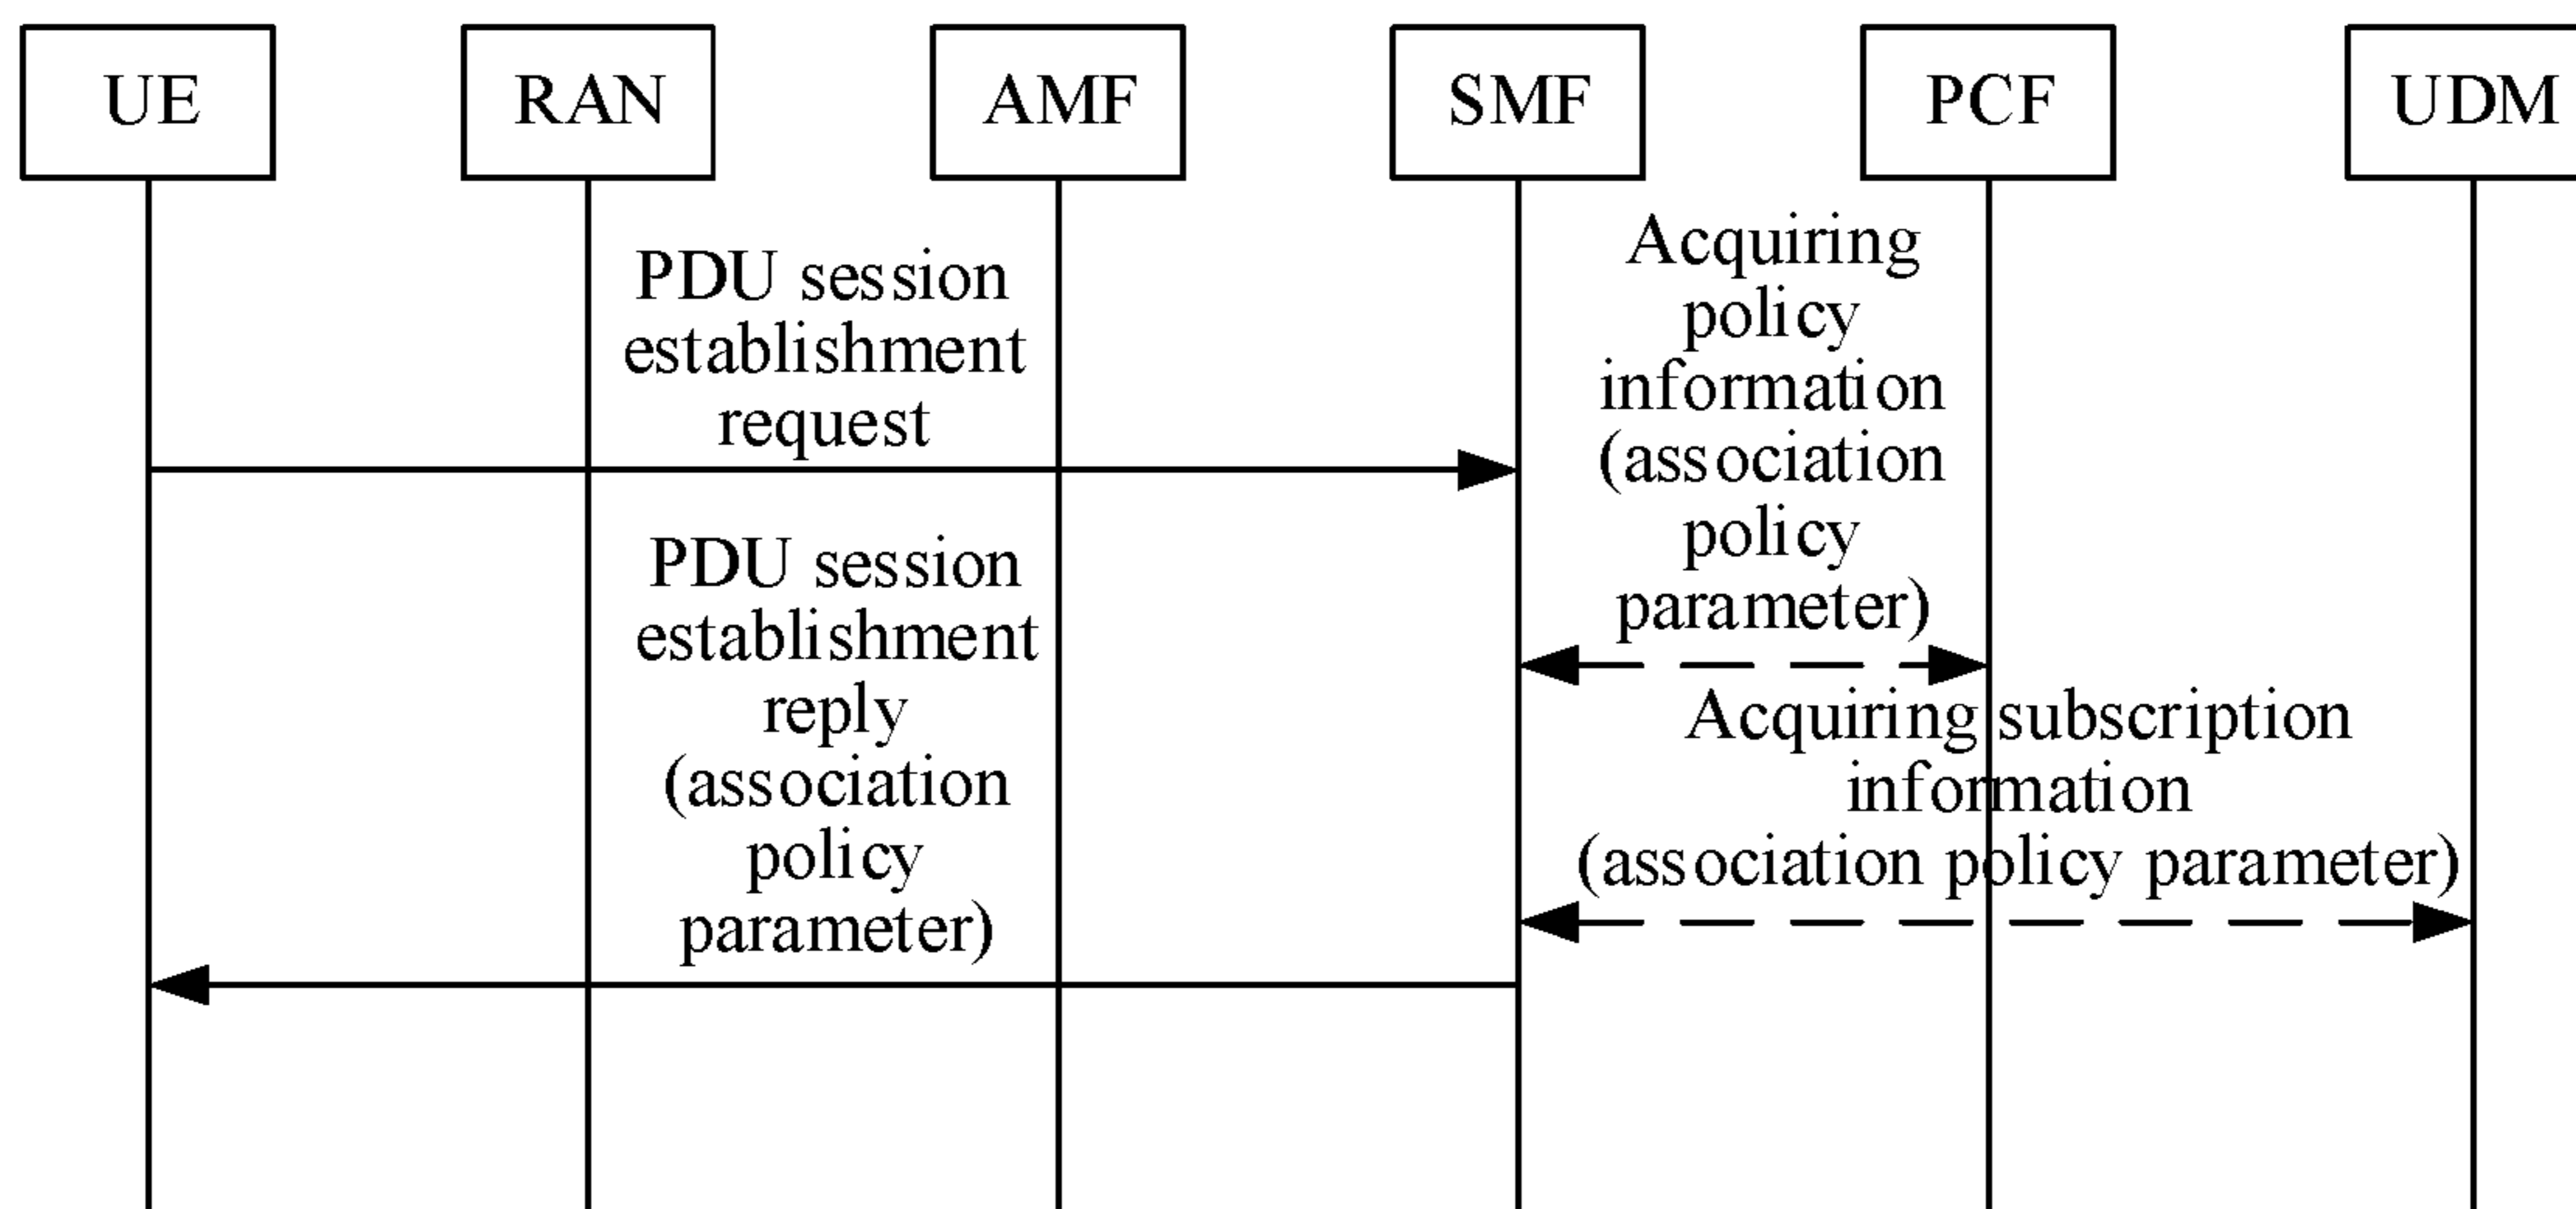 UE
RAN
AMF
SMF
PCF
UDM
PDU session
establishment
request
Acquiring
policy
information
(association
policy
parameter)
PDU session
establishment
reply
(association
policy
parameter)
Acquiring subscription
information
(association policy parameter)